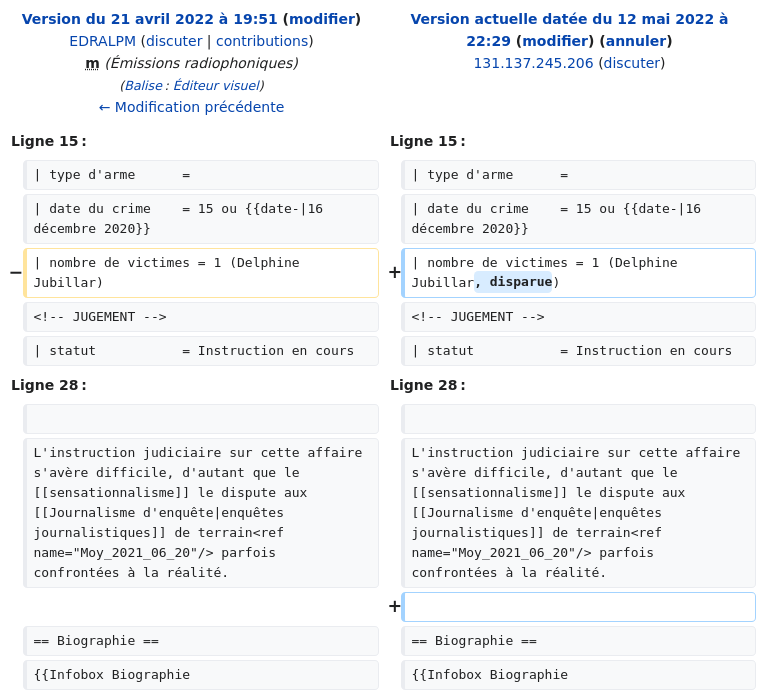 Version du 21 avril 2022 à 19:51 (modifier)
EDRALPM (discuter | contributions)
m (Émissions radiophoniques)
(Balise : Éditeur visuel)
← Modification précédente
Version actuelle datée du 12 mai 2022 à
22:29 (modifier) (annuler)
131.137.245.206 (discuter)
Ligne 15 :
Ligne 15 :
| type d'arme      =
| type d'arme      =
| date du crime    = 15 ou {{date-|16
décembre 2020}}
| date du crime    = 15 ou {{date-|16
décembre 2020}}
−
| nombre de victimes = 1 (Delphine
Jubillar)
+
| nombre de victimes = 1 (Delphine
Jubillar, disparue)
<!-- JUGEMENT -->
<!-- JUGEMENT -->
| statut           = Instruction en cours
| statut           = Instruction en cours
Ligne 28 :
Ligne 28 :
L'instruction judiciaire sur cette affaire
s'avère difficile, d'autant que le
[[sensationnalisme]] le dispute aux
[[Journalisme d'enquête|enquêtes
journalistiques]] de terrain<ref
name="Moy_2021_06_20"/> parfois
confrontées à la réalité.
L'instruction judiciaire sur cette affaire
s'avère difficile, d'autant que le
[[sensationnalisme]] le dispute aux
[[Journalisme d'enquête|enquêtes
journalistiques]] de terrain<ref
name="Moy_2021_06_20"/> parfois
confrontées à la réalité.
+
== Biographie ==
== Biographie ==
{{Infobox Biographie
{{Infobox Biographie